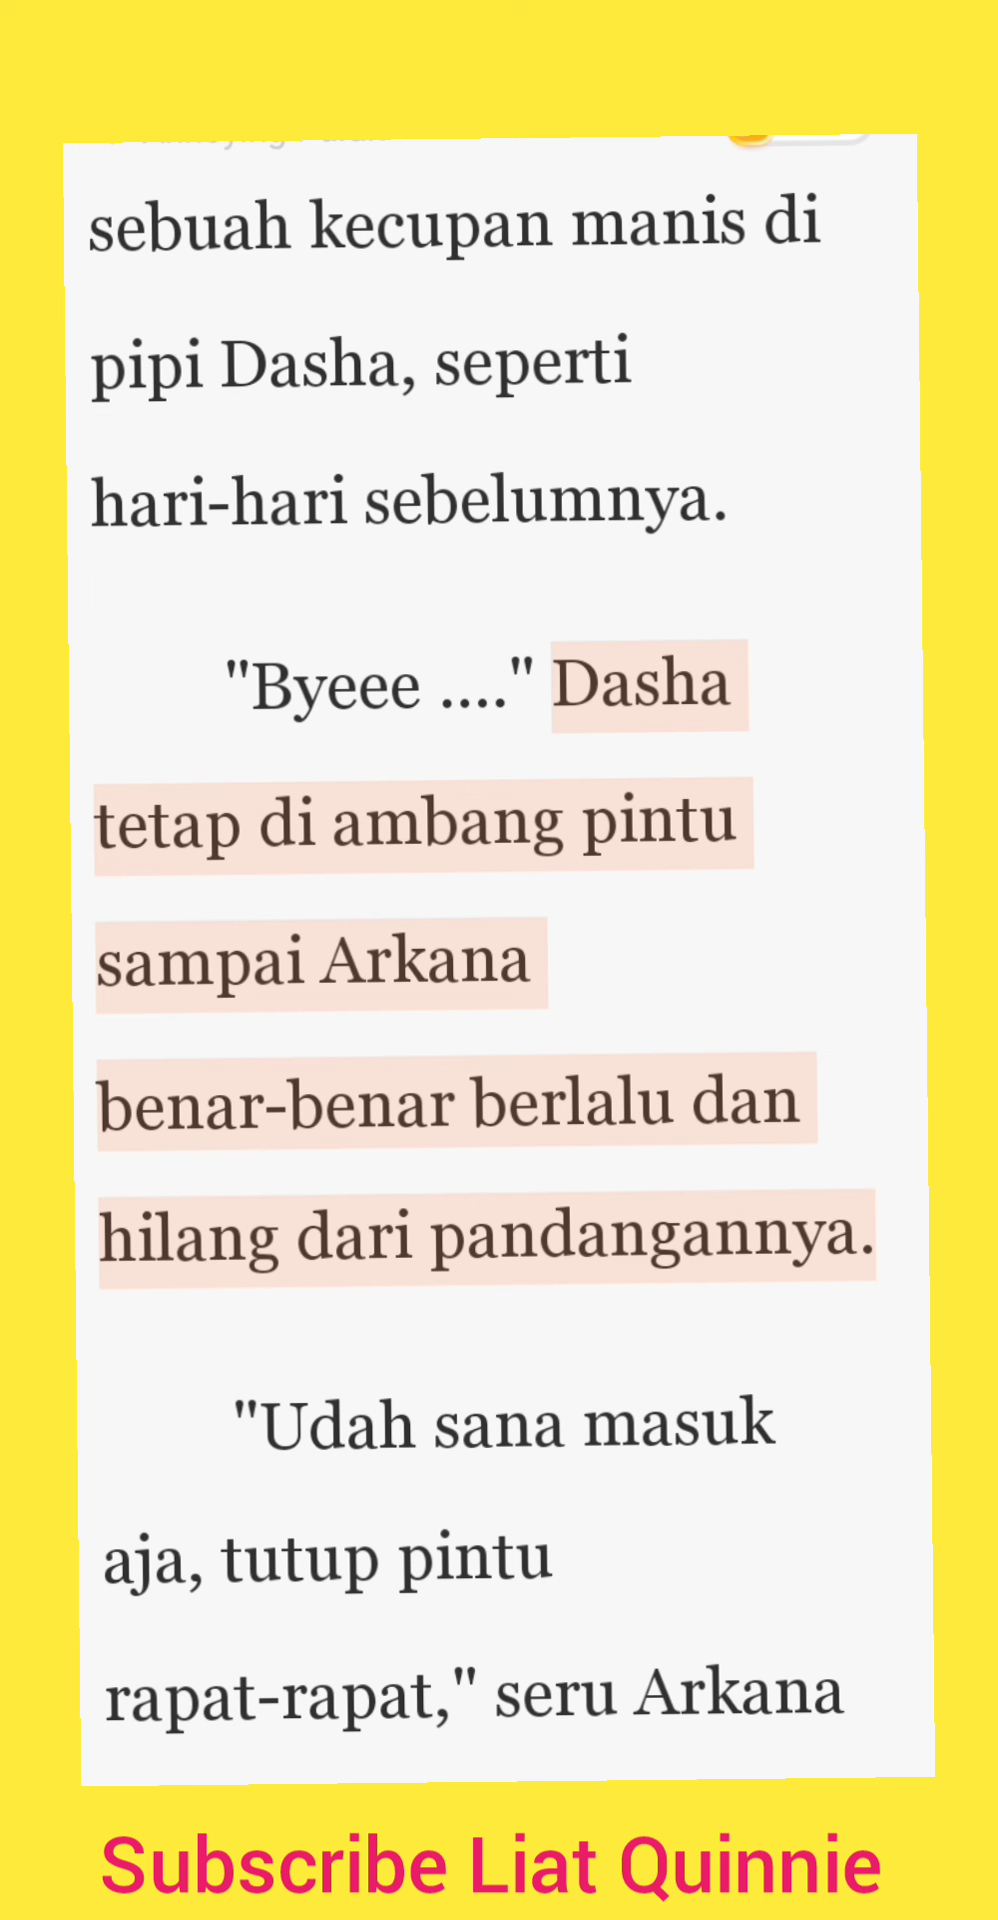 sebuah kecupan manis di
pipi Dasha, seperti
hari-hari sebelumnya.
"Byeee ...." Dasha
tetap di ambang pintu
sampai Arkana
benar-benar berlalu dan
hilang dari pandangannya.
"Udah sana masuk
aja, tutup pintu
rapat-rapat," seru Arkana
Subscribe Liat Quinnie